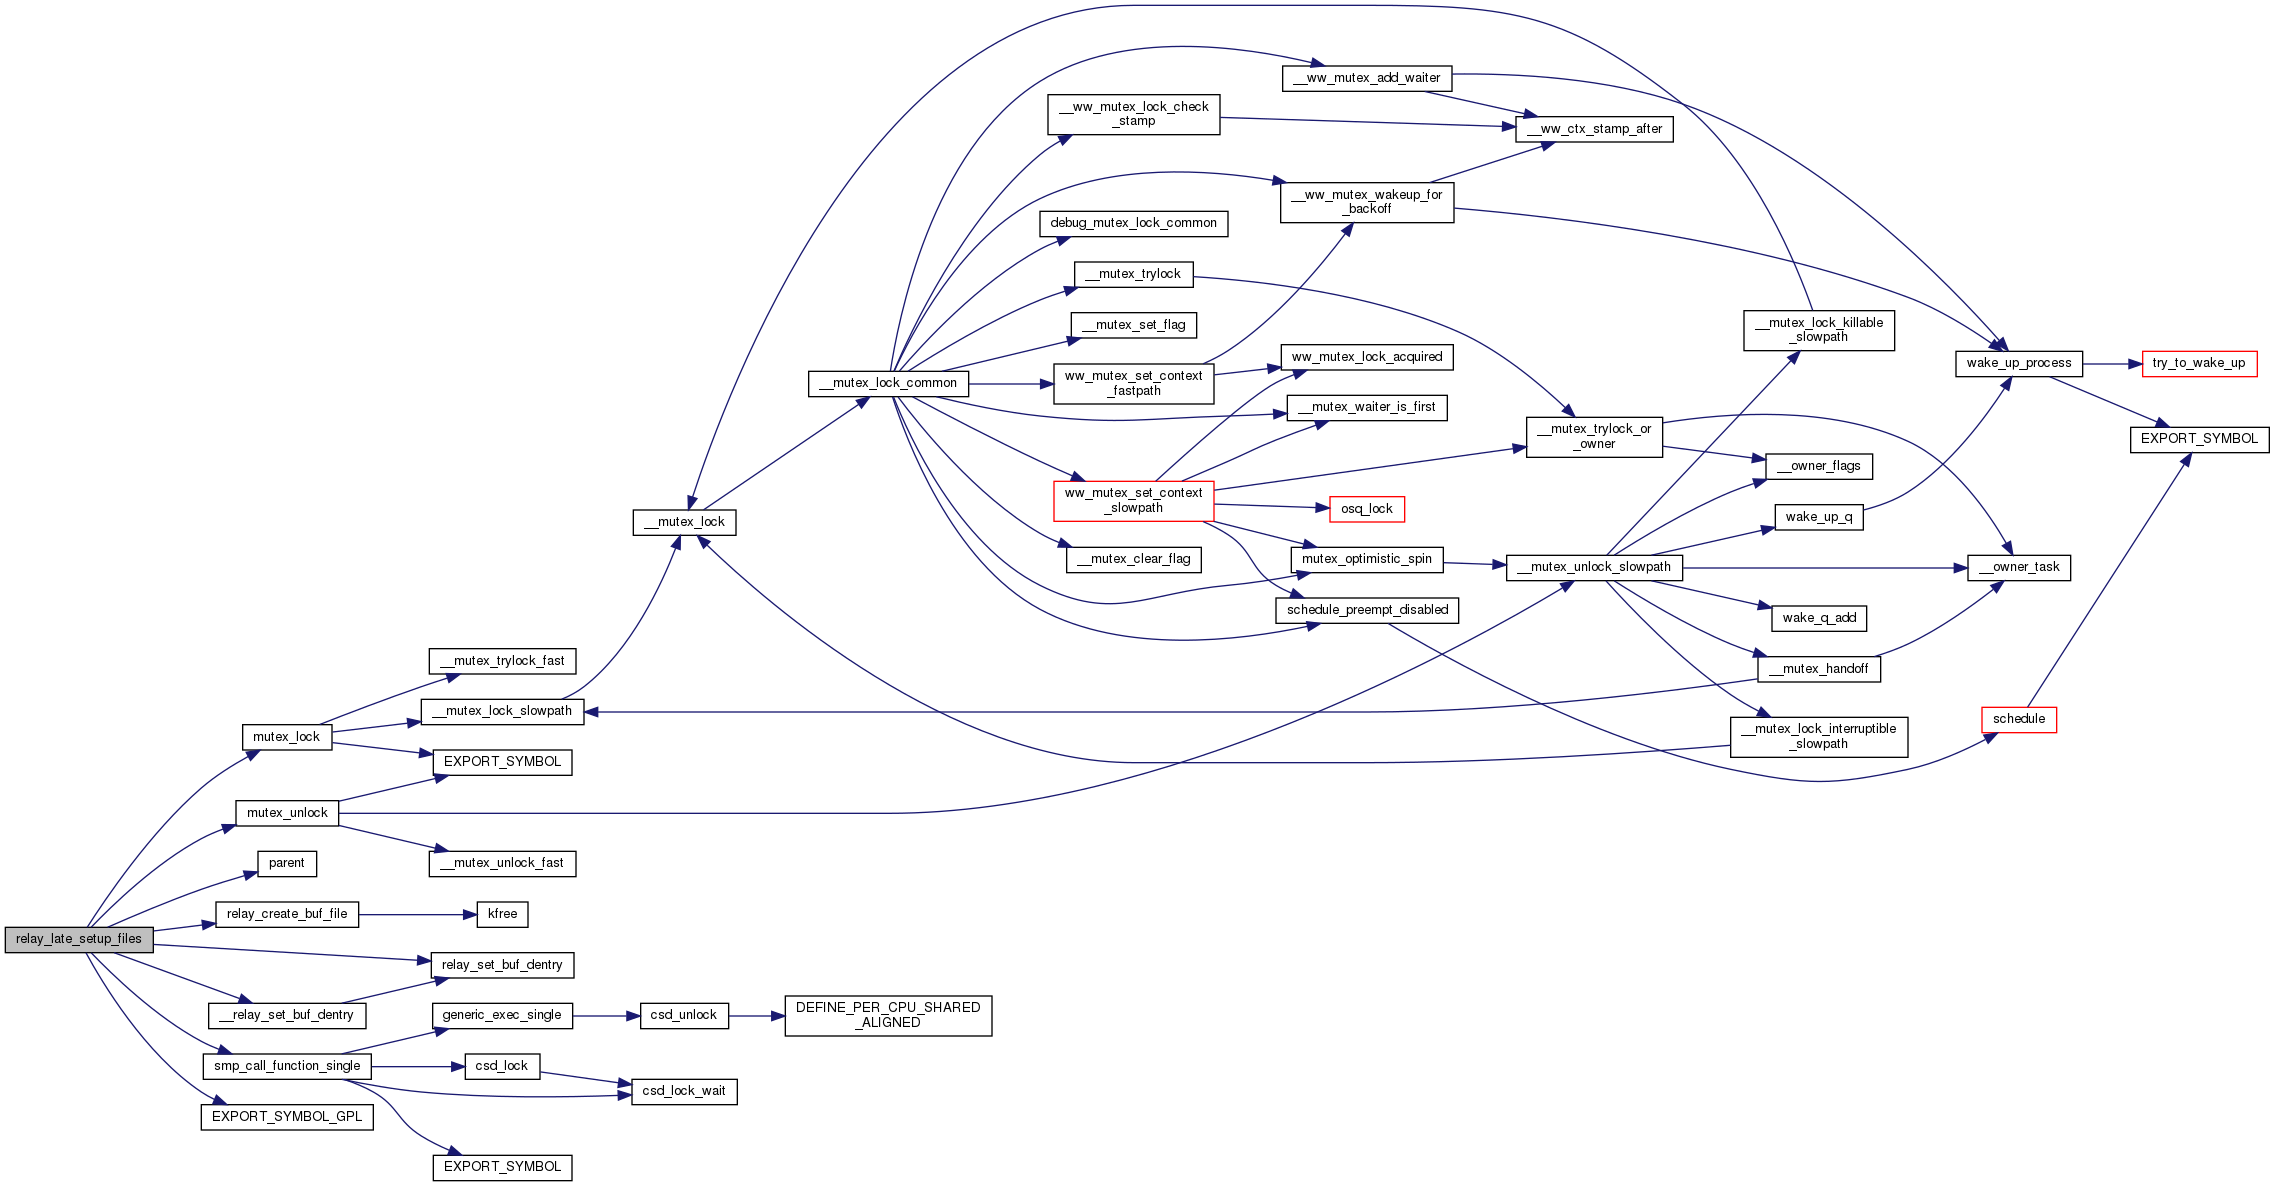 __ww_mutex_add_waiter
__ww_mutex_lock_check
_stamp
__ww_ctx_stamp_after
__ww_mutex_wakeup_for
_backoff
debug_mutex_lock_common
__mutex_trylock
__mutex_set_flag
__mutex_lock_killable
_slowpath
ww_mutex_lock_acquired
wake_up_process
try_to_wake_up
__mutex_lock_common
ww_mutex_set_context
_fastpath
__mutex_waiter_is_first
__mutex_trylock_or
_owner
EXPORT_SYMBOL
__owner_flags
ww_mutex_set_context
_slowpath
osq_lock
wake_up_q
__mutex_lock
__mutex_clear_flag
mutex_optimistic_spin
__mutex_unlock_slowpath
__owner_task
schedule_preempt_disabled
wake_q_add
__mutex_trylock_fast
__mutex_handoff
__mutex_lock_slowpath
schedule
mutex_lock
__mutex_lock_interruptible
_slowpath
EXPORT_SYMBOL
mutex_unlock
parent
__mutex_unlock_fast
relay_create_buf_file
kfree
relay_late_setup_files
relay_set_buf_dentry
__relay_set_buf_dentry
generic_exec_single
csd_unlock
DEFINE_PER_CPU_SHARED
_ALIGNED
smp_call_function_single
csd_lock
csd_lock_wait
EXPORT_SYMBOL_GPL
EXPORT_SYMBOL